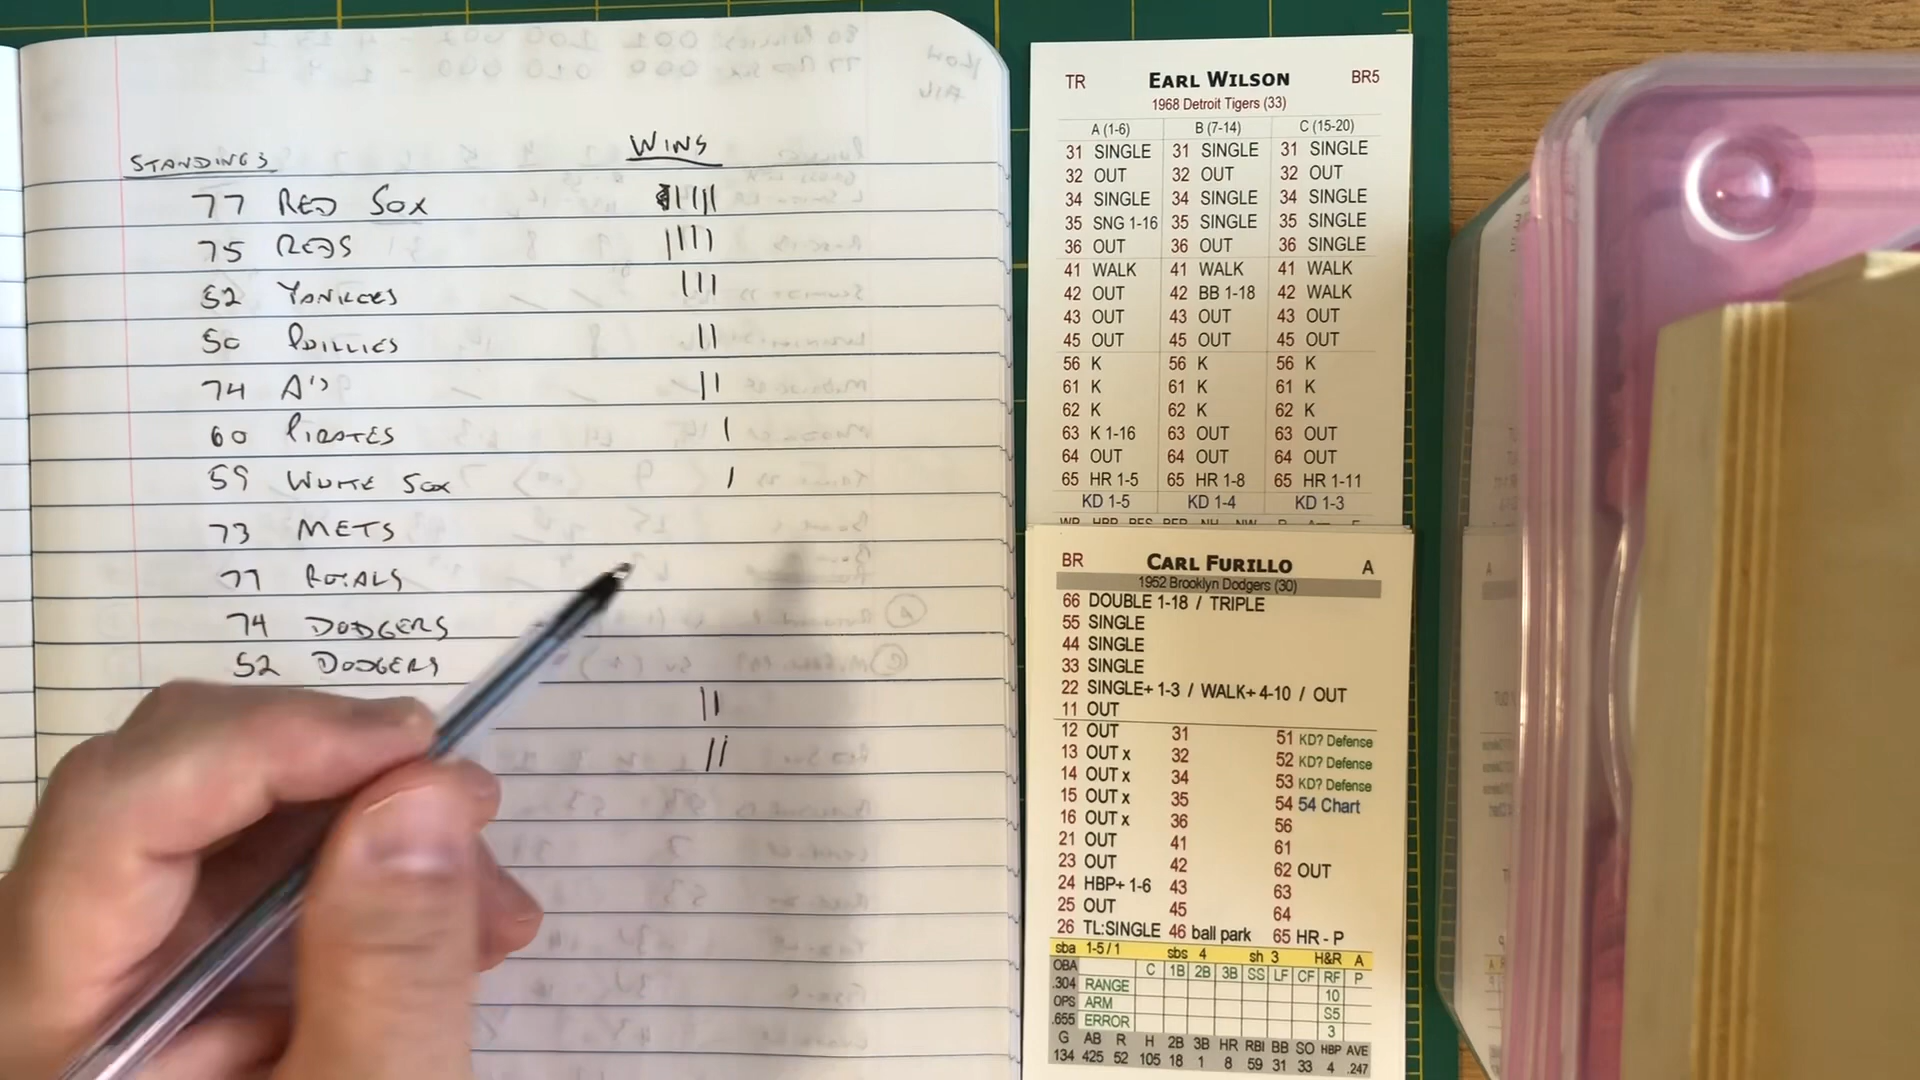 STANDINGS WINS
77 RED SOX
75 REDS
52 YANKEES
50 PHILLIES
74 A'S
60 PIRATES
59 WHITE SOX
73 METS
77 ROYALS
74 DODGERS
52 DODGERS
TR EARL WILSON BR5
1968 Detroit Tigers (33)
A (1-6) B (7-14) C (15-20)
31 SINGLE 31 SINGLE 31 SINGLE
32 OUT 32 OUT 32 OUT
34 SINGLE 34 SINGLE 34 SINGLE
35 SNG 1-16 35 SINGLE 35 SINGLE
36 OUT 36 OUT 36 SINGLE
41 WALK 41 WALK 41 WALK
42 OUT 42 BB 1-18 42 WALK
43 OUT 43 OUT 43 OUT
45 OUT 45 OUT 45 OUT
56 K 56 K 56 K
61 K 61 K 61 K
62 K 62 K 62 K
63 K 1-16 63 OUT 63 OUT
64 OUT 64 OUT 64 OUT
65 HR 1-5 65 HR 1-8 65 HR 1-11
KD 1-5 KD 1-4 KD 1-3
BR CARL FURILLO A
1952 Brooklyn Dodgers (30)
66 DOUBLE 1-18 / TRIPLE
55 SINGLE
44 SINGLE
33 SINGLE
22 SINGLE+ 1-3 / WALK+ 4-10 / OUT
11 OUT
12 OUT 31 51 KD? Defense
13 OUT x 32 52 KD? Defense
14 OUT x 34 53 KD? Defense
15 OUT x 35 54 54 Chart
16 OUT x 36 56
21 OUT 41 61
23 OUT 42 62 OUT
24 HBP+ 1-6 43 63
25 OUT 45 64
26 TL:SINGLE 46 ball park 65 HR - P
sba 1-5 / 1 sbs 4 sh 3 H&R A
OBA C 1B 2B 3B SS LF CF RF P
.304 RANGE 10
OPS ARM S5
.655 ERROR 3
G AB R H 2B 3B HR RBI BB SO HBP AVE
134 425 52 105 18 1 8 59 31 33 4 .247